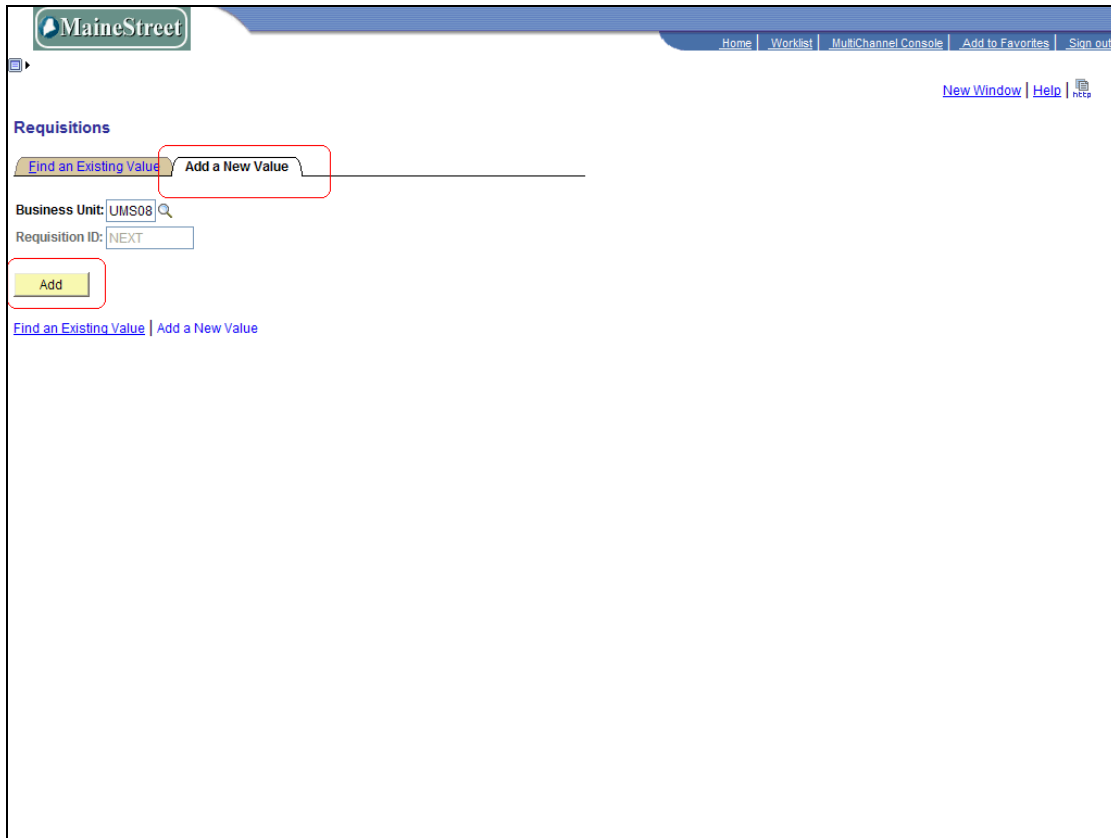 MaineStreet
Home | Worklist | MultiChannel Console | Add to Favorites | Sign out
New Window | Help | http
Requisitions
Find an Existing Value Add a New Value
Business Unit: UMS08
Requisition ID: NEXT
Add
Find an Existing Value | Add a New Value